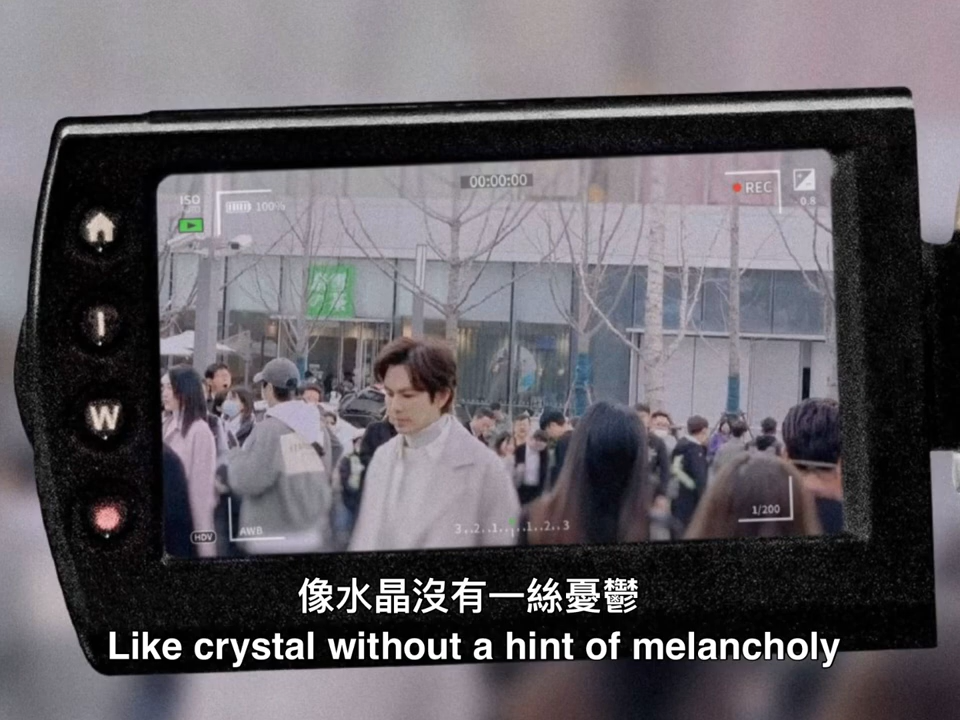 00:00:00
REC
ISO
100%
0.8
I
W
1/200
3..2..1...1...2..3
AWB
HDV
像水晶沒有一絲憂鬱
Like crystal without a hint of melancholy